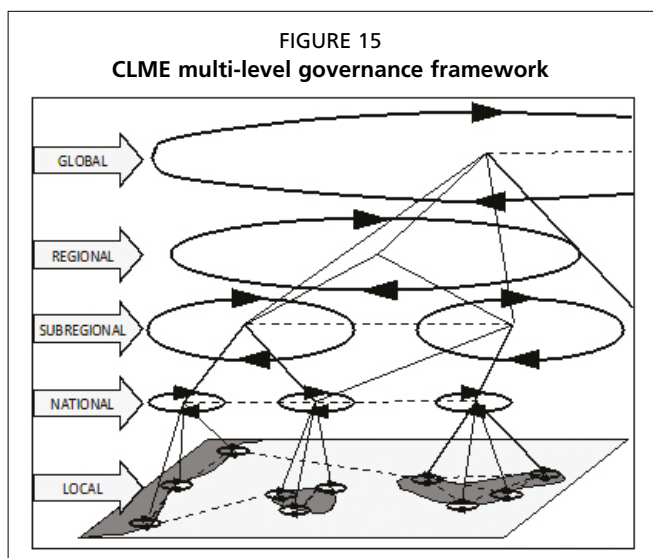 FIGURE 15
CLME multi-level governance framework
GLOBAL
REGIONAL
SUBREGIONAL
NATIONAL
LOCAL